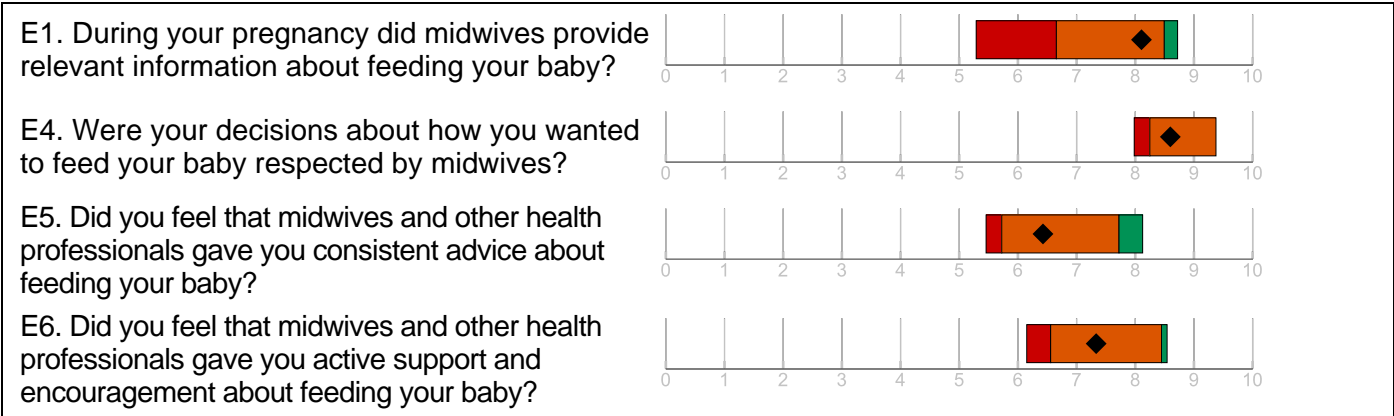 E1. During your pregnancy did midwives provide
relevant information about feeding your baby?
0 1 2 3 4 5 6 7 8 9 10
E4. Were your decisions about how you wanted
to feed your baby respected by midwives?
0 1 2 3 4 5 6 7 8 9 10
E5. Did you feel that midwives and other health
professionals gave you consistent advice about
feeding your baby?
0 1 2 3 4 5 6 7 8 9 10
E6. Did you feel that midwives and other health
professionals gave you active support and
encouragement about feeding your baby?
0 1 2 3 4 5 6 7 8 9 10